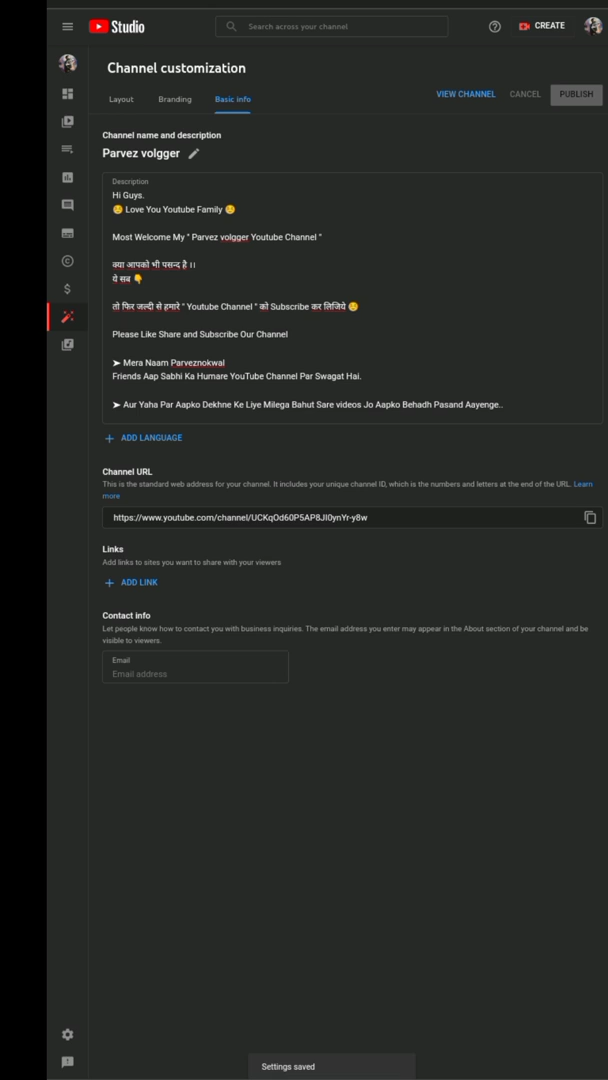 Studio
Search across your channel
CREATE
Channel customization
Layout
Branding
Basic info
VIEW CHANNEL
CANCEL
PUBLISH
Channel name and description
Parvez volgger
Description
Hi Guys.
☺️ Love You Youtube Family ☺️
Most Welcome My " Parvez volgger Youtube Channel "
क्या आपको भी पसन्द है ।।
ये सब 👇
तो फिर जल्दी से हमारे " Youtube Channel " को Subscribe कर लिजिये ☺️
Please Like Share and Subscribe Our Channel
➤ Mera Naam Parveznokwal
Friends Aap Sabhi Ka Humare YouTube Channel Par Swagat Hai.
➤ Aur Yaha Par Aapko Dekhne Ke Liye Milega Bahut Sare videos Jo Aapko Behadh Pasand Aayenge..
+ ADD LANGUAGE
Channel URL
This is the standard web address for your channel. It includes your unique channel ID, which is the numbers and letters at the end of the URL. Learn
more
https://www.youtube.com/channel/UCKqOd60P5AP8JI0ynYr-y8w
Links
Add links to sites you want to share with your viewers
+ ADD LINK
Contact info
Let people know how to contact you with business inquiries. The email address you enter may appear in the About section of your channel and be
visible to viewers.
Email
Email address
Settings saved